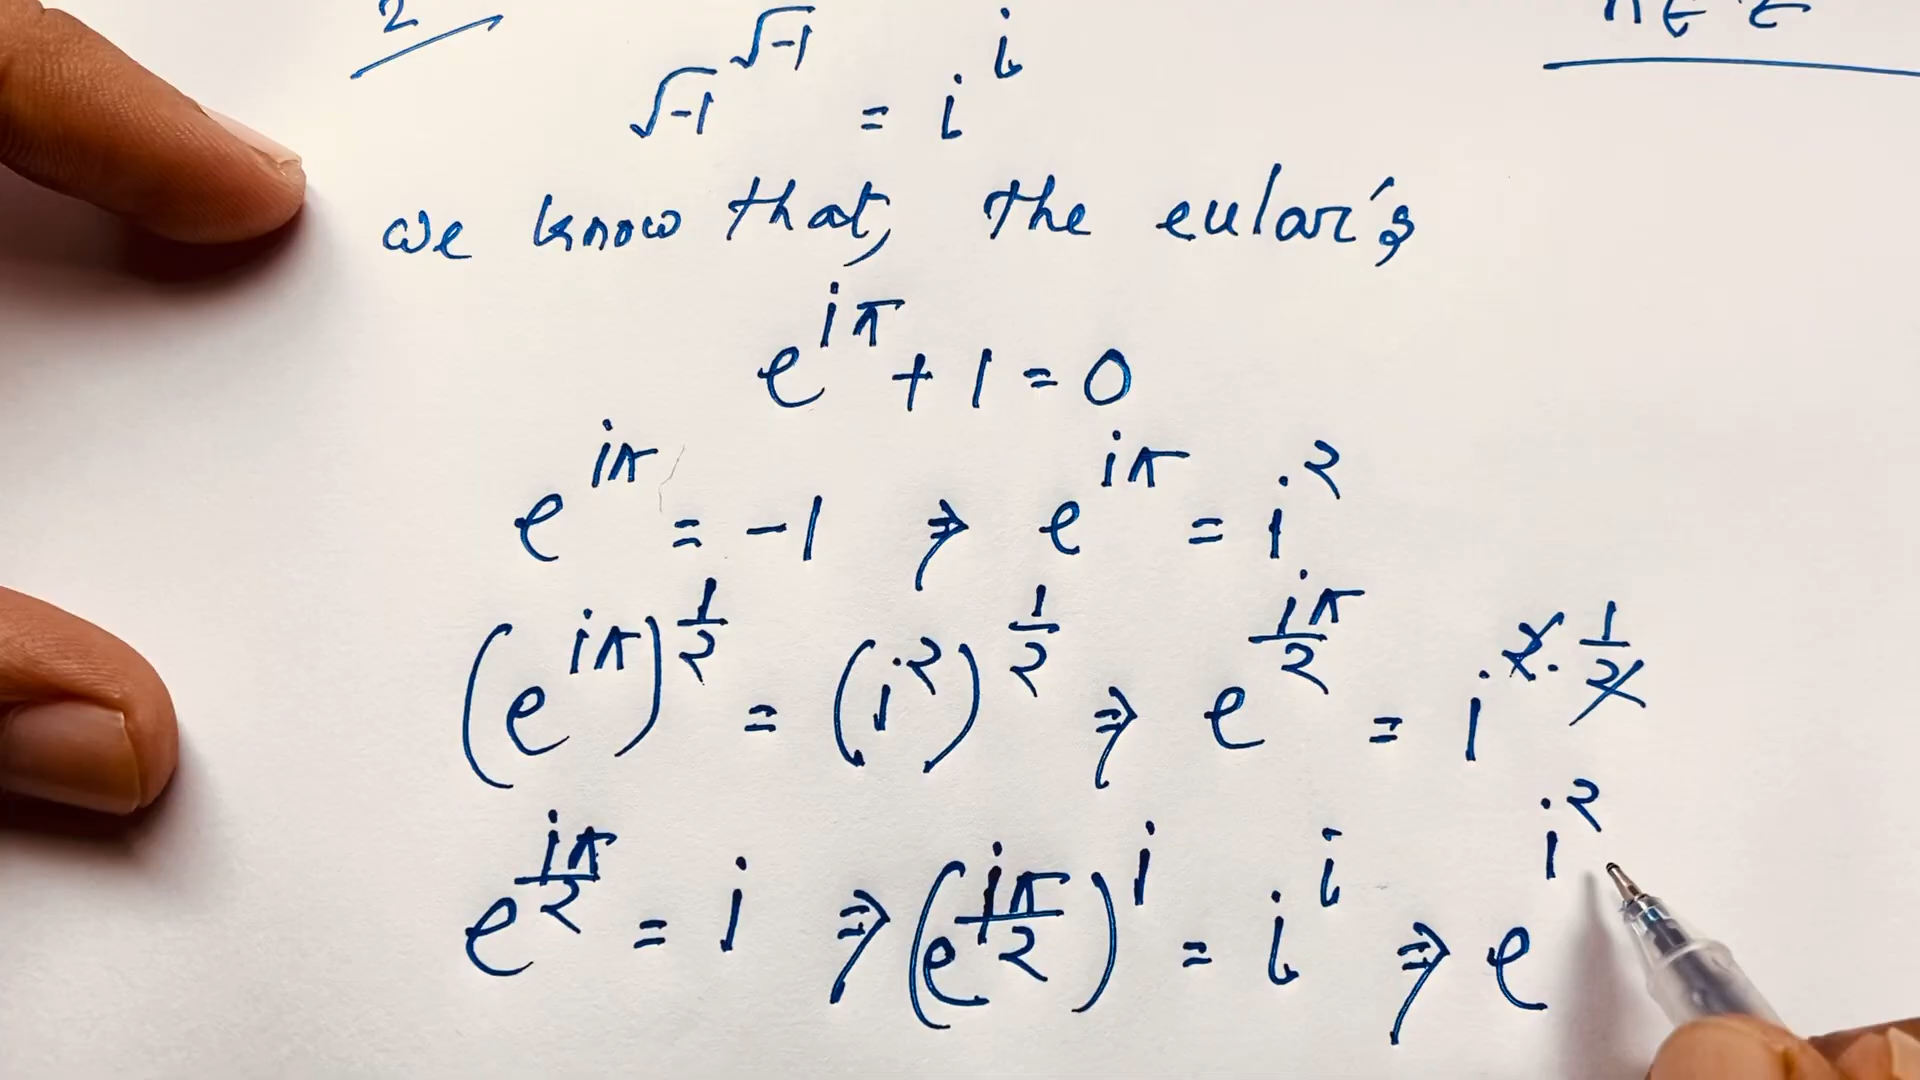 2
√-1^√-1 = i^i
we know that, the eular's
e^iπ + 1 = 0
e^iπ = -1 ⇒ e^iπ = i^2
(e^iπ)^1/2 = (i^2)^1/2 ⇒ e^iπ/2 = i^2·1/2
e^iπ/2 = i ⇒ (e^iπ/2)^i = i^i ⇒ e^i^2